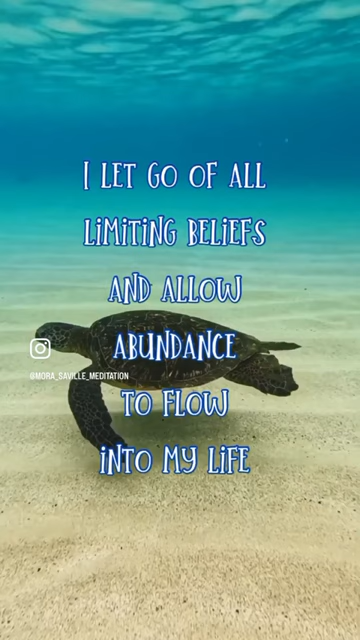 I LET GO OF ALL
LIMITING BELIEFS
AND ALLOW
ABUNDANCE
@MORA_SAVILLE_MEDITATION
TO FLOW
INTO MY LIFE